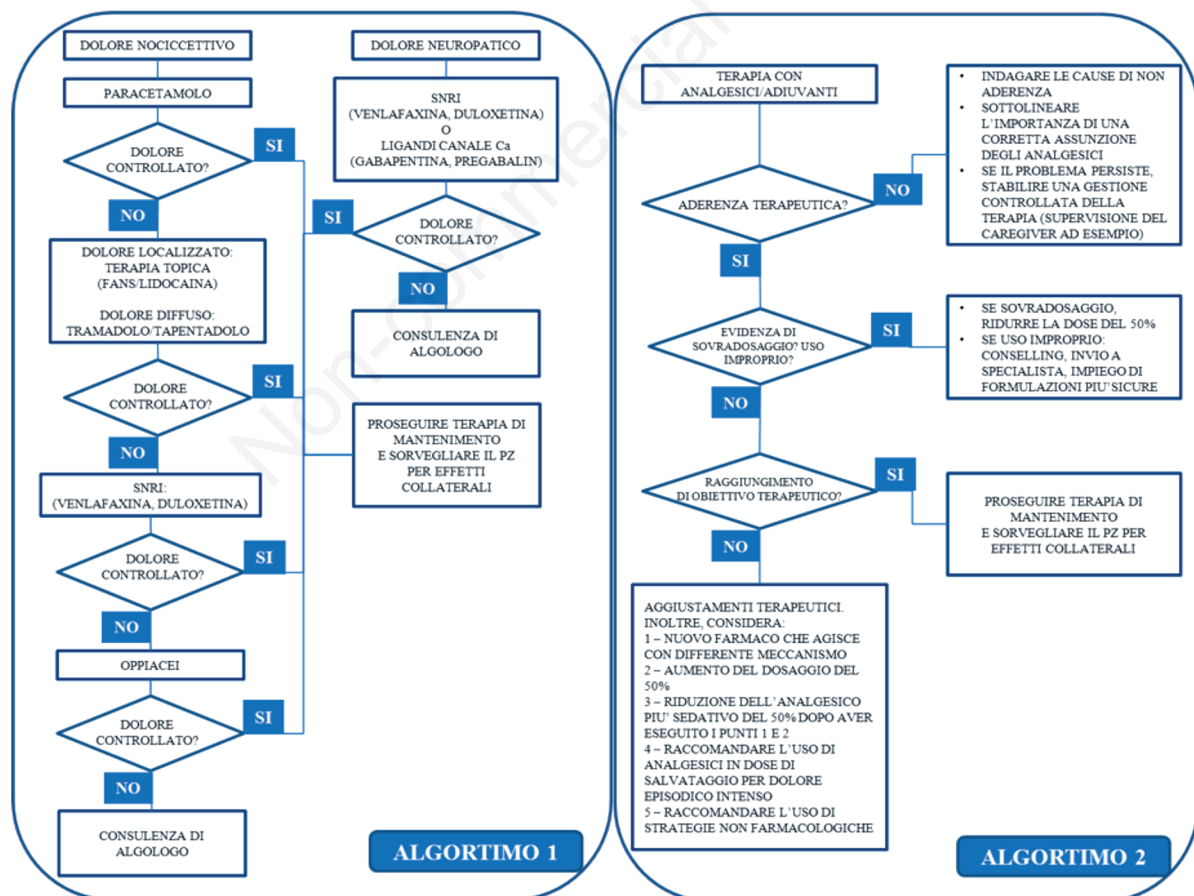 DOLORE NOCICCETTIVO
PARACETAMOLO
DOLORE
CONTROLLATO?
SI
NO
DOLORE LOCALIZZATO:
TERAPIA TOPICA
(FANS/LIDOCAINA)
DOLORE DIFFUSO:
TRAMADOLO/TAPENTADOLO
DOLORE
CONTROLLATO?
SI
NO
SNRI:
(VENLAFAXINA, DULOXETINA)
DOLORE
CONTROLLATO?
SI
NO
OPPIACEI
DOLORE
CONTROLLATO?
SI
NO
CONSULENZA DI
ALGOLOGO
DOLORE NEUROPATICO
SNRI
(VENLAFAXINA, DULOXETINA)
O
LIGANDI CANALE Ca
(GABAPENTINA, PREGABALIN)
SI
DOLORE
CONTROLLATO?
NO
CONSULENZA DI
ALGOLOGO
PROSEGUIRE TERAPIA DI
MANTENIMENTO
E SORVEGLIARE IL PZ
PER EFFETTI
COLLATERALI
ALGORTIMO 1
TERAPIA CON
ANALGESICI/ADIUVANTI
ADERENZA TERAPEUTICA?
NO
• INDAGARE LE CAUSE DI NON
ADERENZA
• SOTTOLINEARE
L'IMPORTANZA DI UNA
CORRETTA ASSUNZIONE
DEGLI ANALGESICI
• SE IL PROBLEMA PERSISTE,
STABILIRE UNA GESTIONE
CONTROLLATA DELLA
TERAPIA (SUPERVISIONE DEL
CAREGIVER AD ESEMPIO)
SI
EVIDENZA DI
SOVRADOSAGGIO? USO
IMPROPRIO?
SI
• SE SOVRADOSAGGIO,
RIDURRE LA DOSE DEL 50%
• SE USO IMPROPRIO:
CONSELLING, INVIO A
SPECIALISTA, IMPIEGO DI
FORMULAZIONI PIU' SICURE
NO
RAGGIUNGIMENTO
DI OBIETTIVO TERAPEUTICO?
SI
PROSEGUIRE TERAPIA DI
MANTENIMENTO
E SORVEGLIARE IL PZ PER
EFFETTI COLLATERALI
NO
AGGIUSTAMENTI TERAPEUTICI.
INOLTRE, CONSIDERA:
1 – NUOVO FARMACO CHE AGISCE
CON DIFFERENTE MECCANISMO
2 – AUMENTO DEL DOSAGGIO DEL
50%
3 – RIDUZIONE DELL'ANALGESICO
PIU' SEDATIVO DEL 50% DOPO AVER
ESEGUITO I PUNTI 1 E 2
4 – RACCOMANDARE L'USO DI
ANALGESICI IN DOSE DI
SALVATAGGIO PER DOLORE
EPISODICO INTENSO
5 – RACCOMANDARE L'USO DI
STRATEGIE NON FARMACOLOGICHE
ALGORTIMO 2
Non-commercial